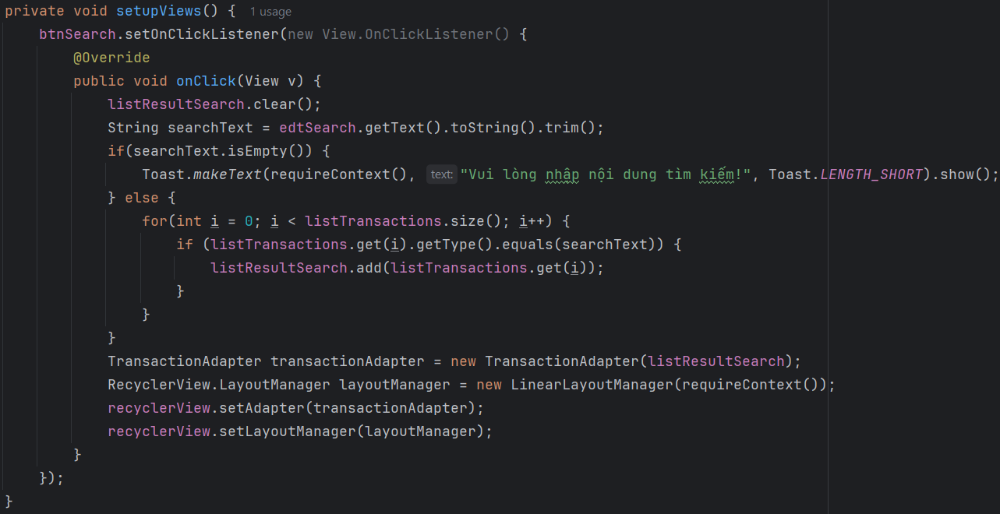 private void setupViews() { 1 usage
btnSearch.setOnClickListener(new View.OnClickListener() {
@Override
public void onClick(View v) {
listResultSearch.clear();
String searchText = edtSearch.getText().toString().trim();
if(searchText.isEmpty()) {
Toast.makeText(requireContext(), text: "Vui lòng nhập nội dung tìm kiếm!", Toast.LENGTH_SHORT).show();
} else {
for(int i = 0; i < listTransactions.size(); i++) {
if (listTransactions.get(i).getType().equals(searchText)) {
listResultSearch.add(listTransactions.get(i));
}
}
}
TransactionAdapter transactionAdapter = new TransactionAdapter(listResultSearch);
RecyclerView.LayoutManager layoutManager = new LinearLayoutManager(requireContext());
recyclerView.setAdapter(transactionAdapter);
recyclerView.setLayoutManager(layoutManager);
}
});
}